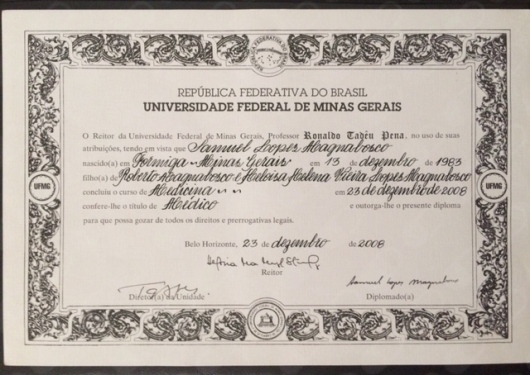 REPÚBLICA FEDERATIVA DO BRASIL
UNIVERSIDADE FEDERAL DE MINAS GERAIS
O Reitor da Universidade Federal de Minas Gerais, Professor Ronaldo Tadêu Pena, no uso de suas
atribuições, tendo em vista que Samuel Lopes Magnabosco
nascido(a) em Formiga - Minas Gerais em 13 de dezembro de 1983
filho(a) de Roberto Magnabosco e Heloísa Helena Vieira Lopes Magnabosco
concluiu o curso de Medicina em 23 de dezembro de 2008
confere-lhe o título de Médico e outorga-lhe o presente diploma
para que possa gozar de todos os direitos e prerrogativas legais.
Belo Horizonte, 23 de dezembro de 2008
Reitor
Samuel Lopes Magnabosco
Diretor(a) na Unidade Diplomado(a)
UFMG
UFMG